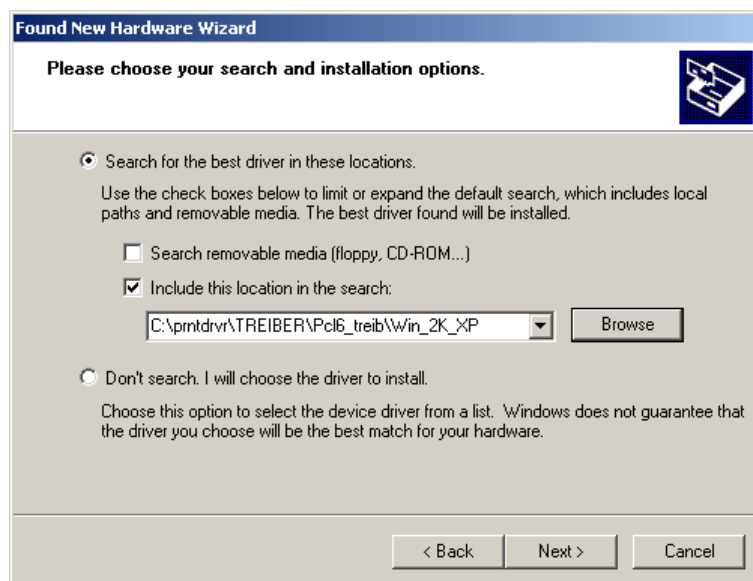 Found New Hardware Wizard
Please choose your search and installation options.
Search for the best driver in these locations.
Use the check boxes below to limit or expand the default search, which includes local
paths and removable media. The best driver found will be installed.
Search removable media (floppy, CD-ROM...)
Include this location in the search:
C:\prntdrvr\TREIBER\Pcl6_treib\Win_2K_XP
Browse
Don't search. I will choose the driver to install.
Choose this option to select the device driver from a list. Windows does not guarantee that
the driver you choose will be the best match for your hardware.
< Back
Next >
Cancel